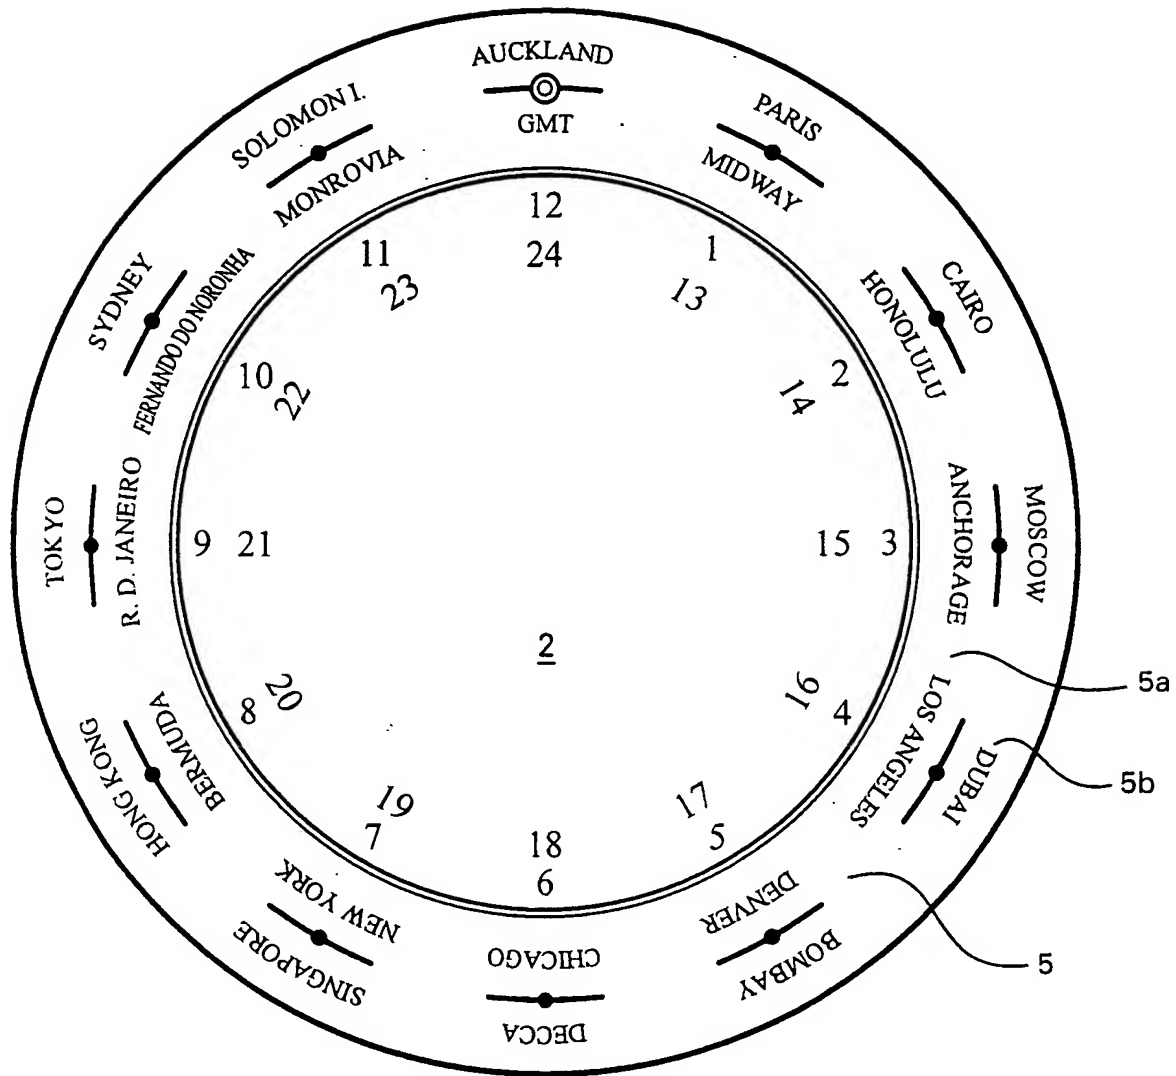 AUCKLAND
GMT
PARIS
MIDWAY
CAIRO
HONOLULU
MOSCOW
ANCHORAGE
DUBAI
LOS ANGELES
BOMBAY
DENVER
DECCA
CHICAGO
SINGAPORE
NEW YORK
HONG KONG
BERMUDA
TOKYO
R. D. JANEIRO
SYDNEY
FERNANDO DO NORONHA
SOLOMON I.
MONROVIA
12
24
1
13
2
14
3
15
4
16
5
17
6
18
7
19
8
20
9
21
10
22
11
23
2
5a
5b
5